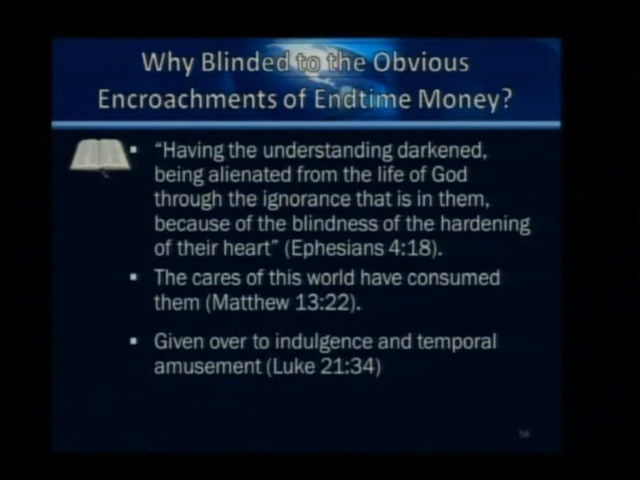 Why Blinded to the Obvious
Encroachments of Endtime Money?
▪ “Having the understanding darkened,
being alienated from the life of God
through the ignorance that is in them,
because of the blindness of the hardening
of their heart” (Ephesians 4:18).
▪ The cares of this world have consumed
them (Matthew 13:22).
▪ Given over to indulgence and temporal
amusement (Luke 21:34)
56